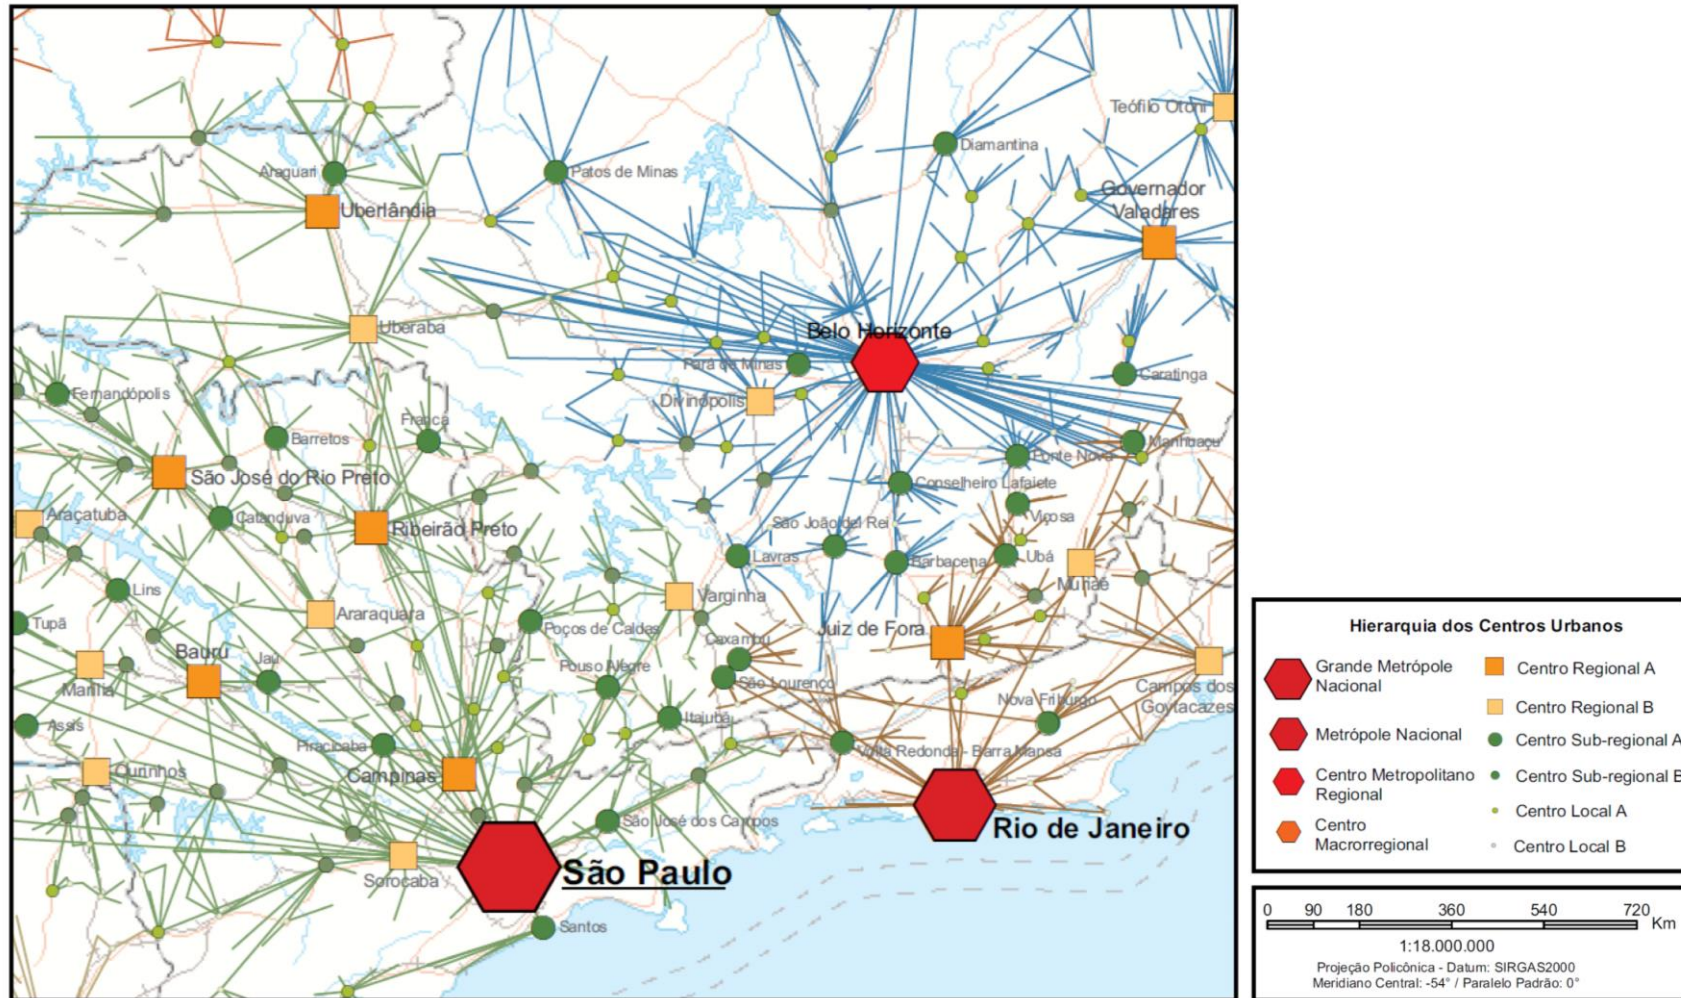 Teófilo Otoni
Diamantina
Araguari
Patos de Minas
Governador
Valadares
Uberlândia
Uberaba
Belo Horizonte
Pará de Minas
Caratinga
Fernandópolis
Divinópolis
Franca
Barretos
Manhuaçu
Ponte Nova
São José do Rio Preto
Conselheiro Lafaiete
Araçatuba
Catanduva
Viçosa
Ribeirão Preto
São João del Rei
Lavras
Barbacena
Ubá
Muriaé
Lins
Varginha
Araraquara
Tupã
Poços de Caldas
Juiz de Fora
Caxambu
Bauru
Jaú
Pouso Alegre
Marília
São Lourenço
Campos dos
Goytacazes
Nova Friburgo
Assis
Itajubá
Piracicaba
Volta Redonda - Barra Mansa
Ourinhos
Campinas
São José dos Campos
Rio de Janeiro
São Paulo
Sorocaba
Santos
Hierarquia dos Centros Urbanos
Grande Metrópole
Nacional
Metrópole Nacional
Centro Metropolitano
Regional
Centro
Macrorregional
Centro Regional A
Centro Regional B
Centro Sub-regional A
Centro Sub-regional B
Centro Local A
Centro Local B
0 90 180 360 540 720
Km
1:18.000.000
Projeção Policônica - Datum: SIRGAS2000
Meridiano Central: -54° / Paralelo Padrão: 0°